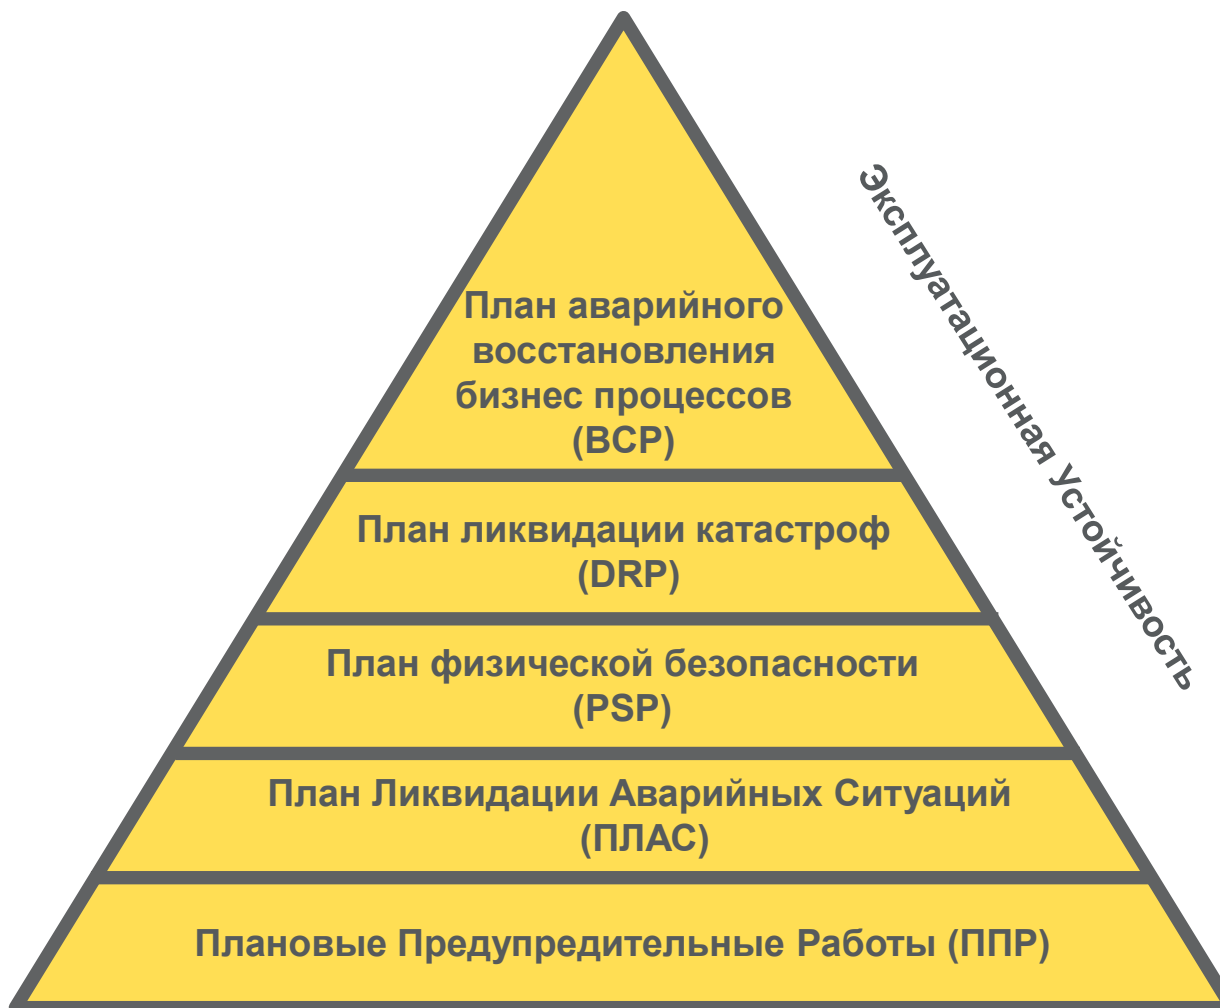 План аварийного
восстановления
бизнес процессов
(BCP)
План ликвидации катастроф
(DRP)
План физической безопасности
(PSP)
План Ликвидации Аварийных Ситуаций
(ПЛАС)
Плановые Предупредительные Работы (ППР)
Эксплуатационная Устойчивость